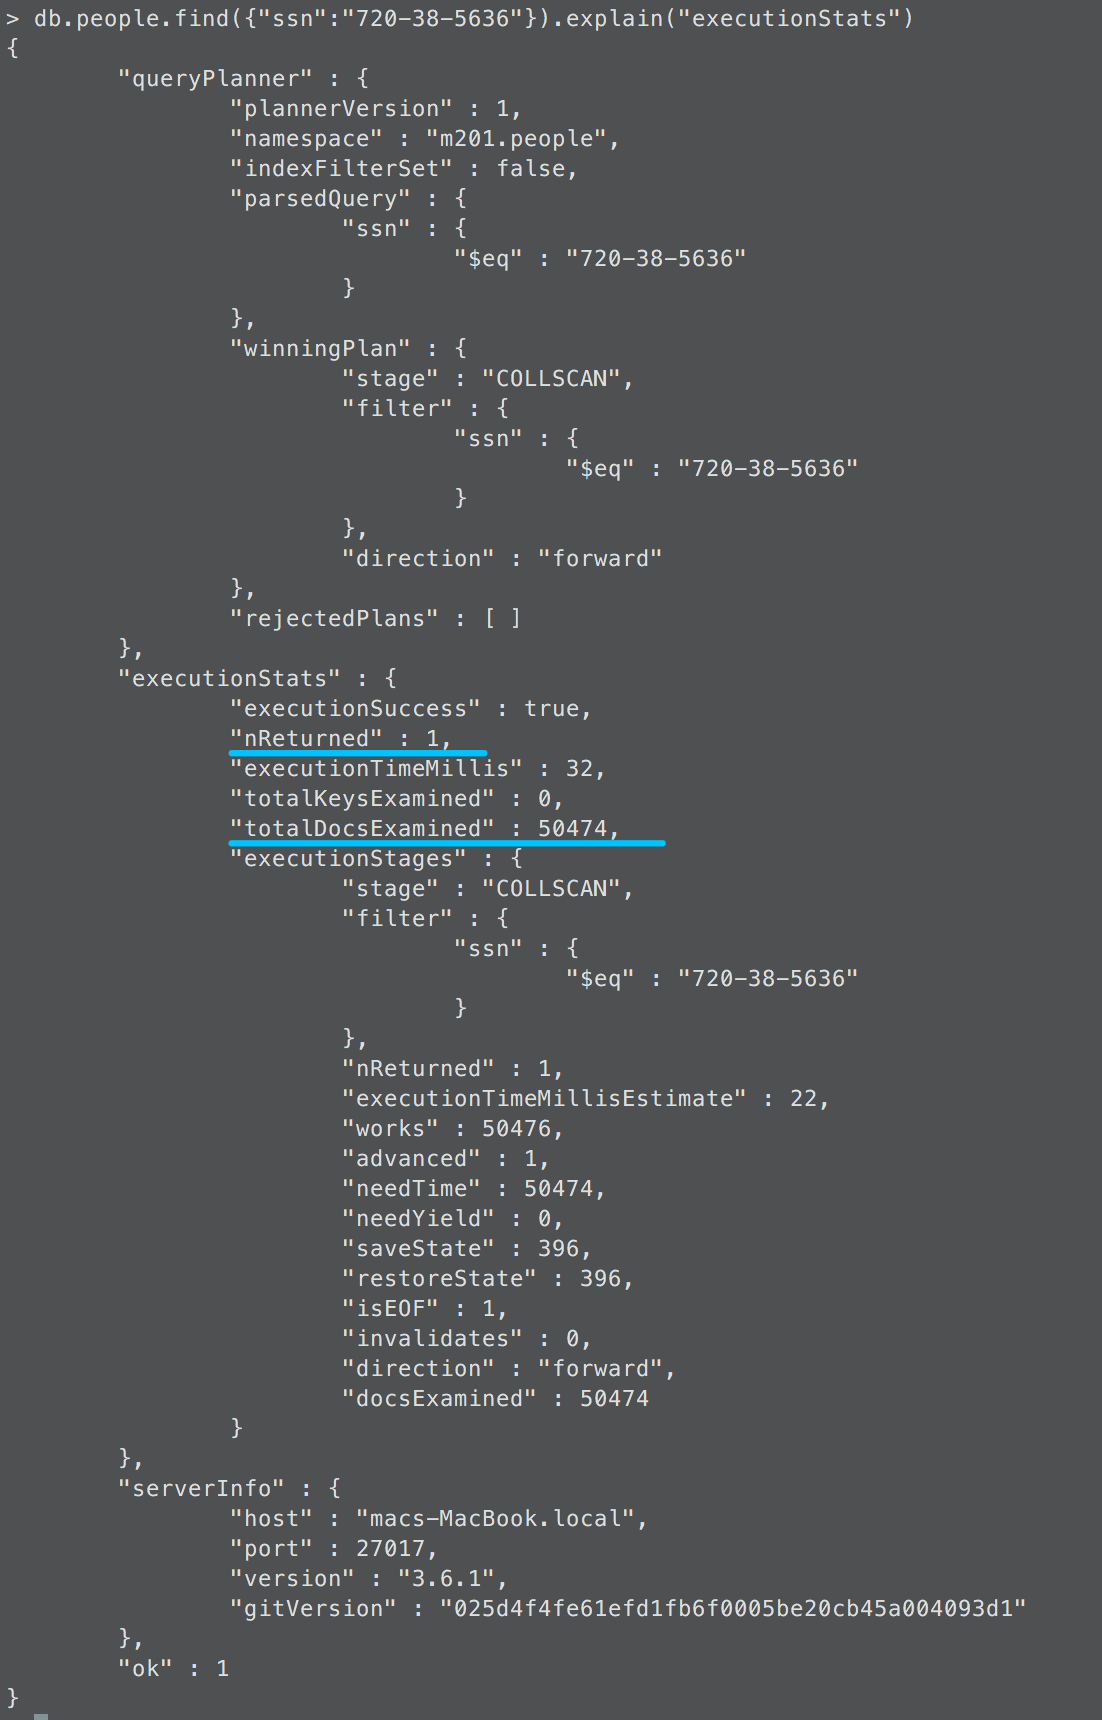 > db.people.find({"ssn":"720-38-5636"}).explain("executionStats")
{
        "queryPlanner" : {
                "plannerVersion" : 1,
                "namespace" : "m201.people",
                "indexFilterSet" : false,
                "parsedQuery" : {
                        "ssn" : {
                                "$eq" : "720-38-5636"
                        }
                },
                "winningPlan" : {
                        "stage" : "COLLSCAN",
                        "filter" : {
                                "ssn" : {
                                        "$eq" : "720-38-5636"
                                }
                        },
                        "direction" : "forward"
                },
                "rejectedPlans" : [ ]
        },
        "executionStats" : {
                "executionSuccess" : true,
                "nReturned" : 1,
                "executionTimeMillis" : 32,
                "totalKeysExamined" : 0,
                "totalDocsExamined" : 50474,
                "executionStages" : {
                        "stage" : "COLLSCAN",
                        "filter" : {
                                "ssn" : {
                                        "$eq" : "720-38-5636"
                                }
                        },
                        "nReturned" : 1,
                        "executionTimeMillisEstimate" : 22,
                        "works" : 50476,
                        "advanced" : 1,
                        "needTime" : 50474,
                        "needYield" : 0,
                        "saveState" : 396,
                        "restoreState" : 396,
                        "isEOF" : 1,
                        "invalidates" : 0,
                        "direction" : "forward",
                        "docsExamined" : 50474
                }
        },
        "serverInfo" : {
                "host" : "macs-MacBook.local",
                "port" : 27017,
                "version" : "3.6.1",
                "gitVersion" : "025d4f4fe61efd1fb6f0005be20cb45a004093d1"
        },
        "ok" : 1
}